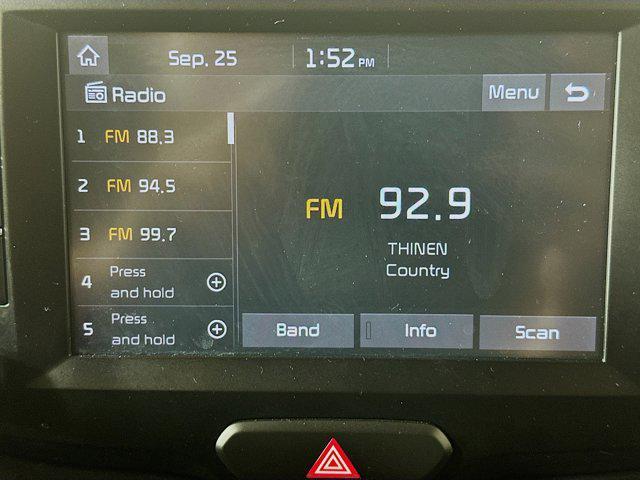 Sep. 25
1:52 PM
Radio
Menu
1 FM 88.3
2 FM 94.5
3 FM 99.7
4 Press
and hold
5 Press
and hold
FM 92.9
THINEN
Country
Band
Info
Scan